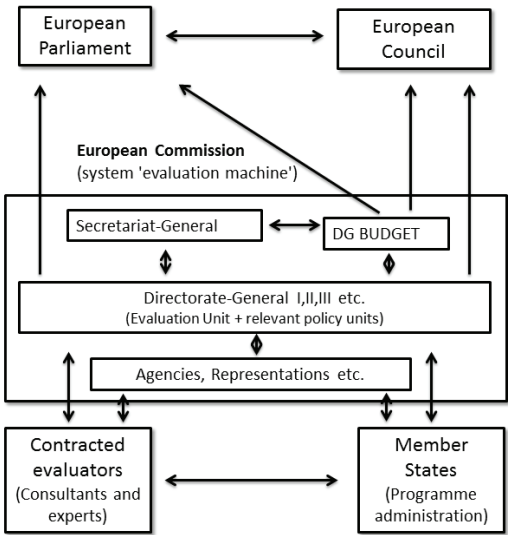 European
Parliament
European
Council
European Commission
(system 'evaluation machine')
Secretariat-General
DG BUDGET
Directorate-General I,II,III etc.
(Evaluation Unit + relevant policy units)
Agencies, Representations etc.
Contracted
evaluators
(Consultants and
experts)
Member
States
(Programme
administration)